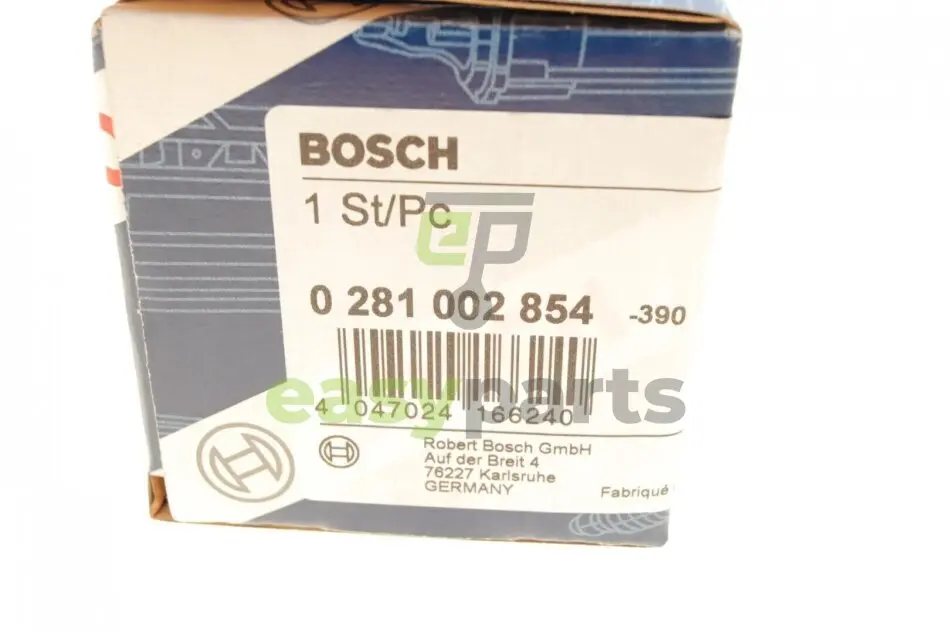 BOSCH
1 St/Pc
ep
0 281 002 854 -390
easyparts
4 047024 166240
Robert Bosch GmbH
Auf der Breit 4
76227 Karlsruhe
GERMANY
Fabriqué